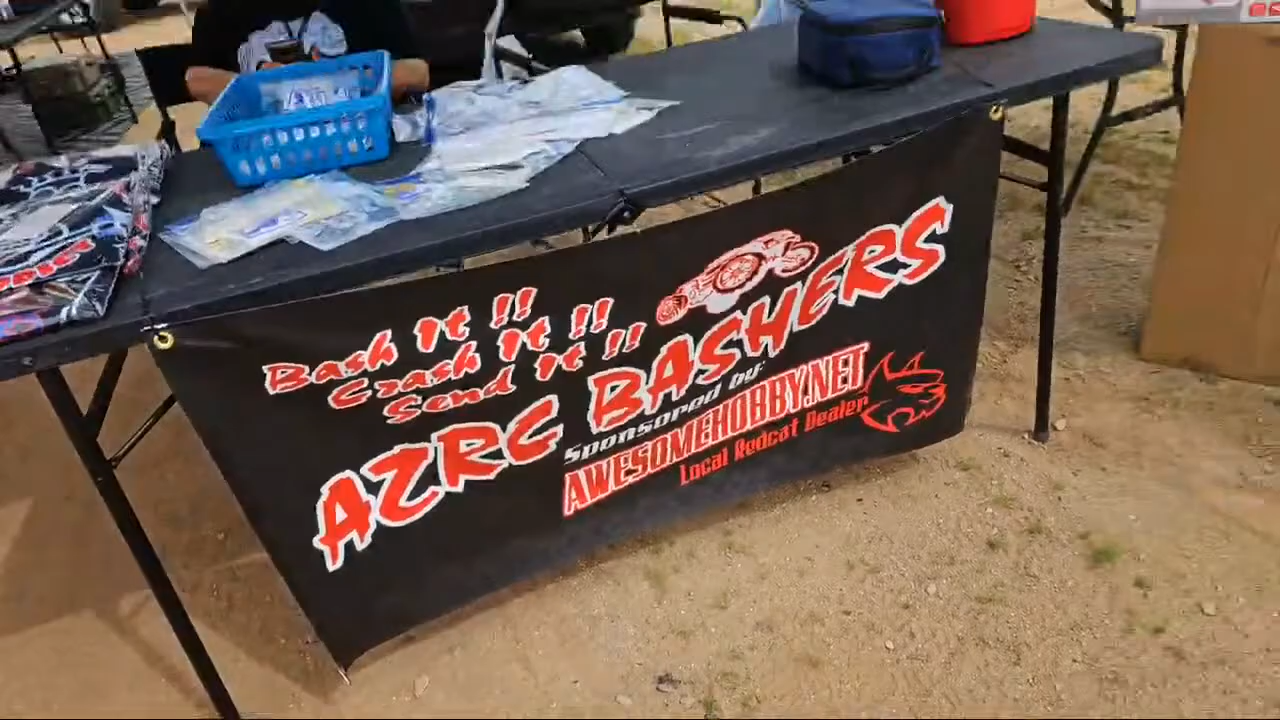 Bash It !!
Crash It !!
Send It !!
AZRC BASHERS
Sponsored by:
AWESOMEHOBBY.NET
Local Redcat Dealer